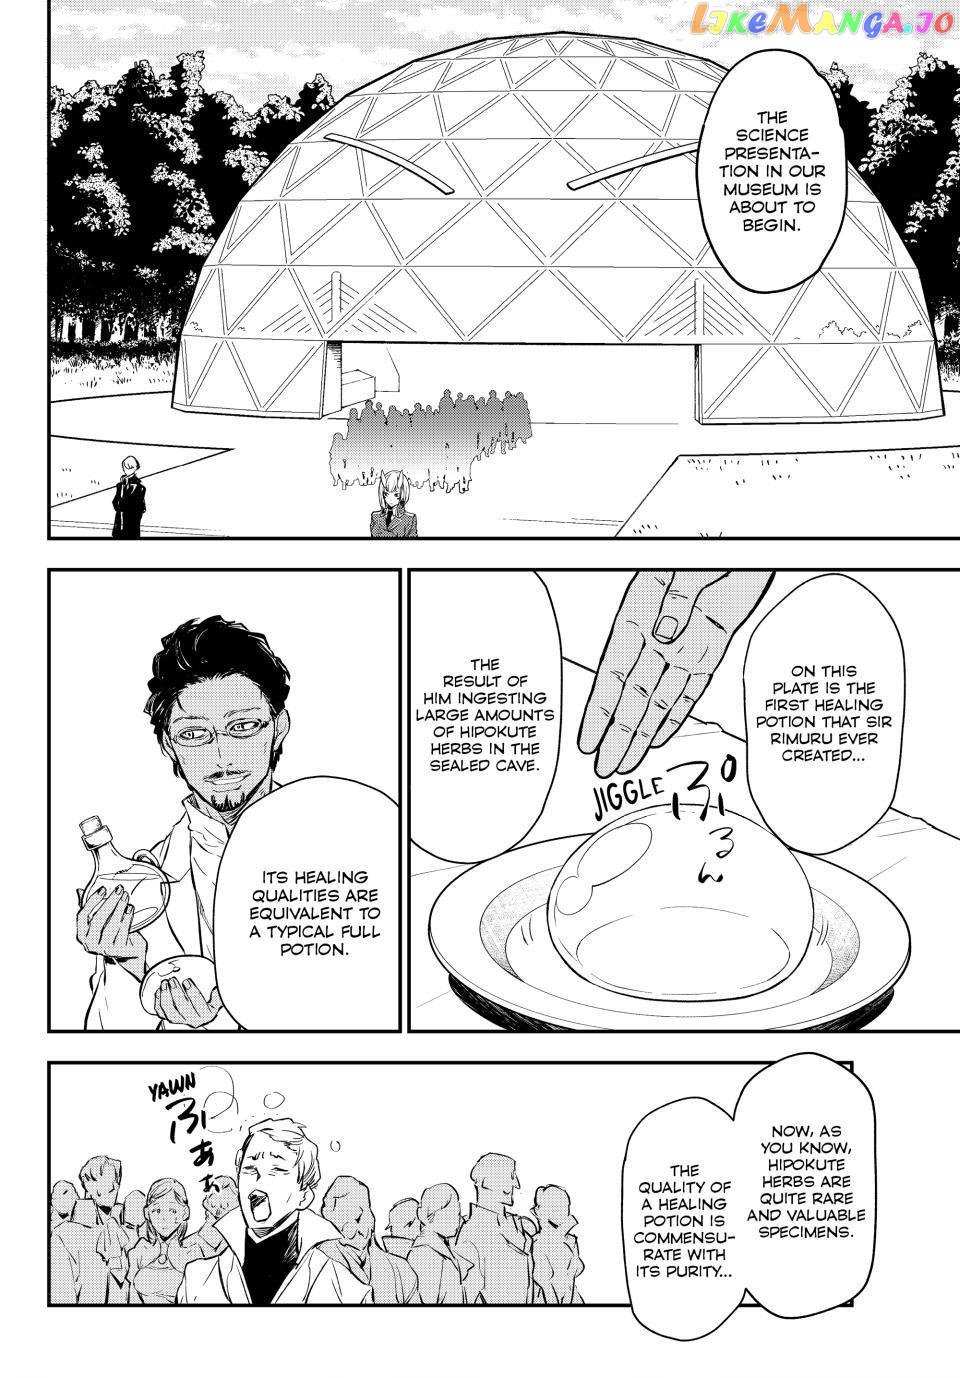 LIKEMANGA.IO
THE
SCIENCE
PRESENTA-
TION IN OUR
MUSEUM IS
ABOUT TO
BEGIN.
ON THIS
PLATE IS THE
FIRST HEALING
POTION THAT SIR
RIMURU EVER
CREATED...
THE
RESULT OF
HIM INGESTING
LARGE AMOUNTS
OF HIPOKUTE
HERBS IN THE
SEALED CAVE.
JIGGLE
ぷるん
ITS HEALING
QUALITIES ARE
EQUIVALENT TO
A TYPICAL FULL
POTION.
NOW, AS
YOU KNOW,
HIPOKUTE
HERBS ARE
QUITE RARE
AND VALUABLE
SPECIMENS.
THE
QUALITY OF
A HEALING
POTION IS
COMMENSU-
RATE WITH
ITS PURITY...
YAWN
ふぁぁ